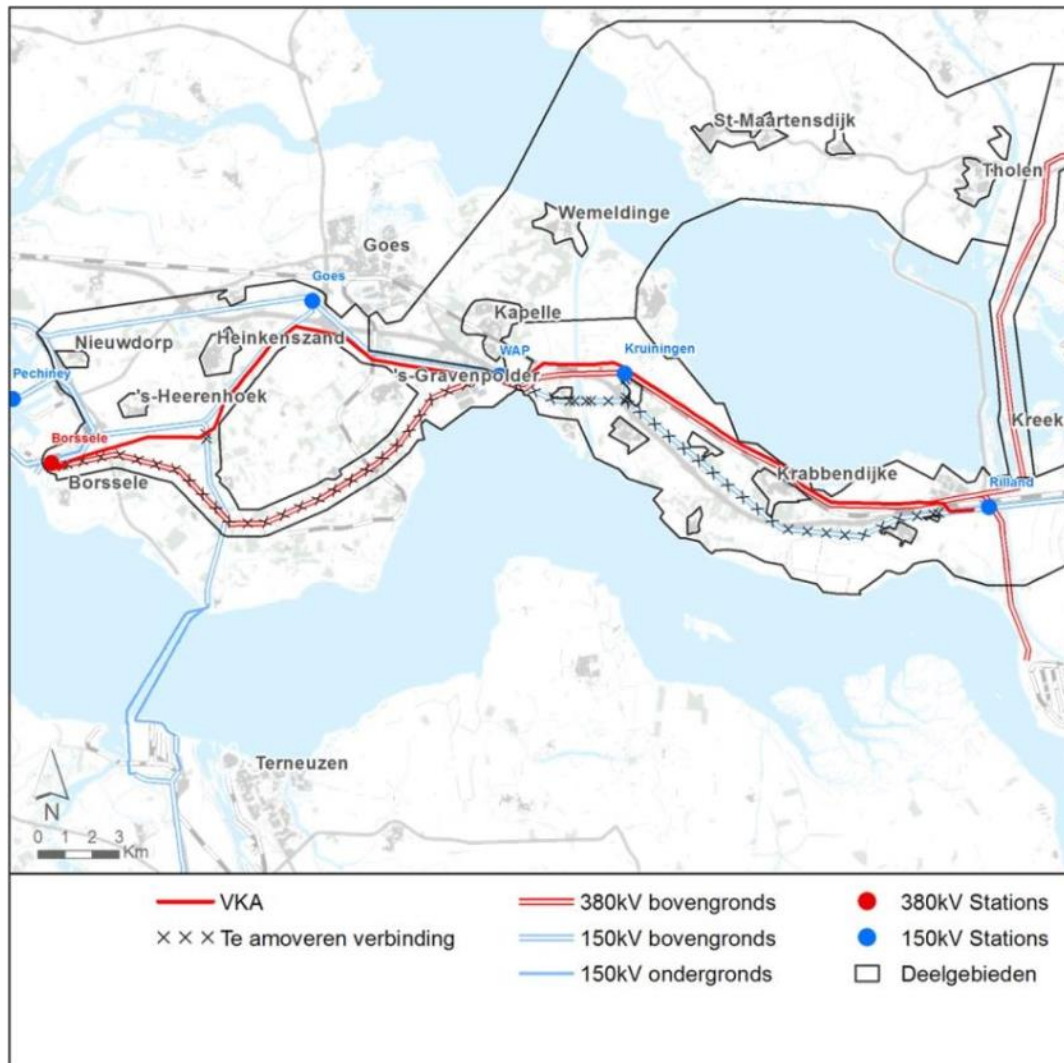 St-Maartensdijk
Tholen
Wemeldinge
Goes
Goes
Kapelle
Nieuwdorp
Heinkenszand
WAP
Kruiningen
Pechiney
's-Gravenpolder
's-Heerenhoek
Kreek
Borssele
Krabbendijke
Borssele
Rilland
Terneuzen
N
0 1 2 3
Km
VKA
380kV bovengronds
380kV Stations
Te amoveren verbinding
150kV bovengronds
150kV Stations
150kV ondergronds
Deelgebieden